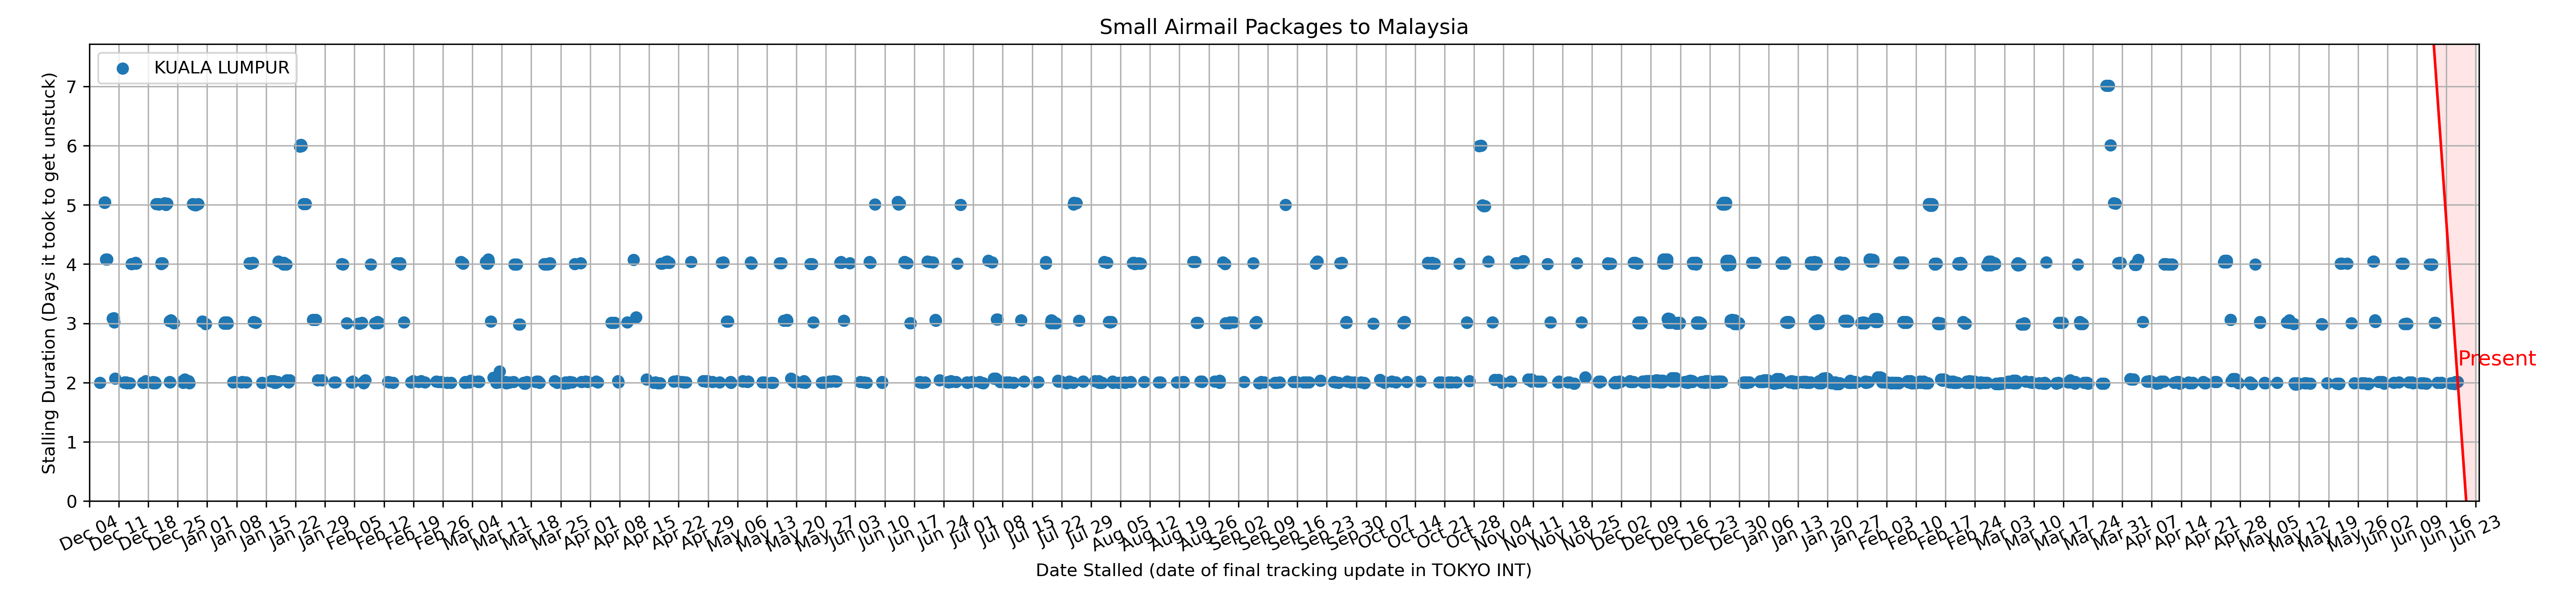 Small Airmail Packages to Malaysia
KUALA LUMPUR
Stalling Duration (Days it took to get unstuck)
7
6
5
4
3
2
1
0
Present
Dec 04
Dec 11
Dec 18
Dec 25
Jan 01
Jan 08
Jan 15
Jan 22
Jan 29
Feb 05
Feb 12
Feb 19
Feb 26
Mar 04
Mar 11
Mar 18
Mar 25
Apr 01
Apr 08
Apr 15
Apr 22
Apr 29
May 06
May 13
May 20
May 27
Jun 03
Jun 10
Jun 17
Jun 24
Jul 01
Jul 08
Jul 15
Jul 22
Jul 29
Aug 05
Aug 12
Aug 19
Aug 26
Sep 02
Sep 09
Sep 16
Sep 23
Sep 30
Oct 07
Oct 14
Oct 21
Oct 28
Nov 04
Nov 11
Nov 18
Nov 25
Dec 02
Dec 09
Dec 16
Dec 23
Dec 30
Jan 06
Jan 13
Jan 20
Jan 27
Feb 03
Feb 10
Feb 17
Feb 24
Mar 03
Mar 10
Mar 17
Mar 24
Mar 31
Apr 07
Apr 14
Apr 21
Apr 28
May 05
May 12
May 19
May 26
Jun 02
Jun 09
Jun 16
Jun 23
Date Stalled (date of final tracking update in TOKYO INT)